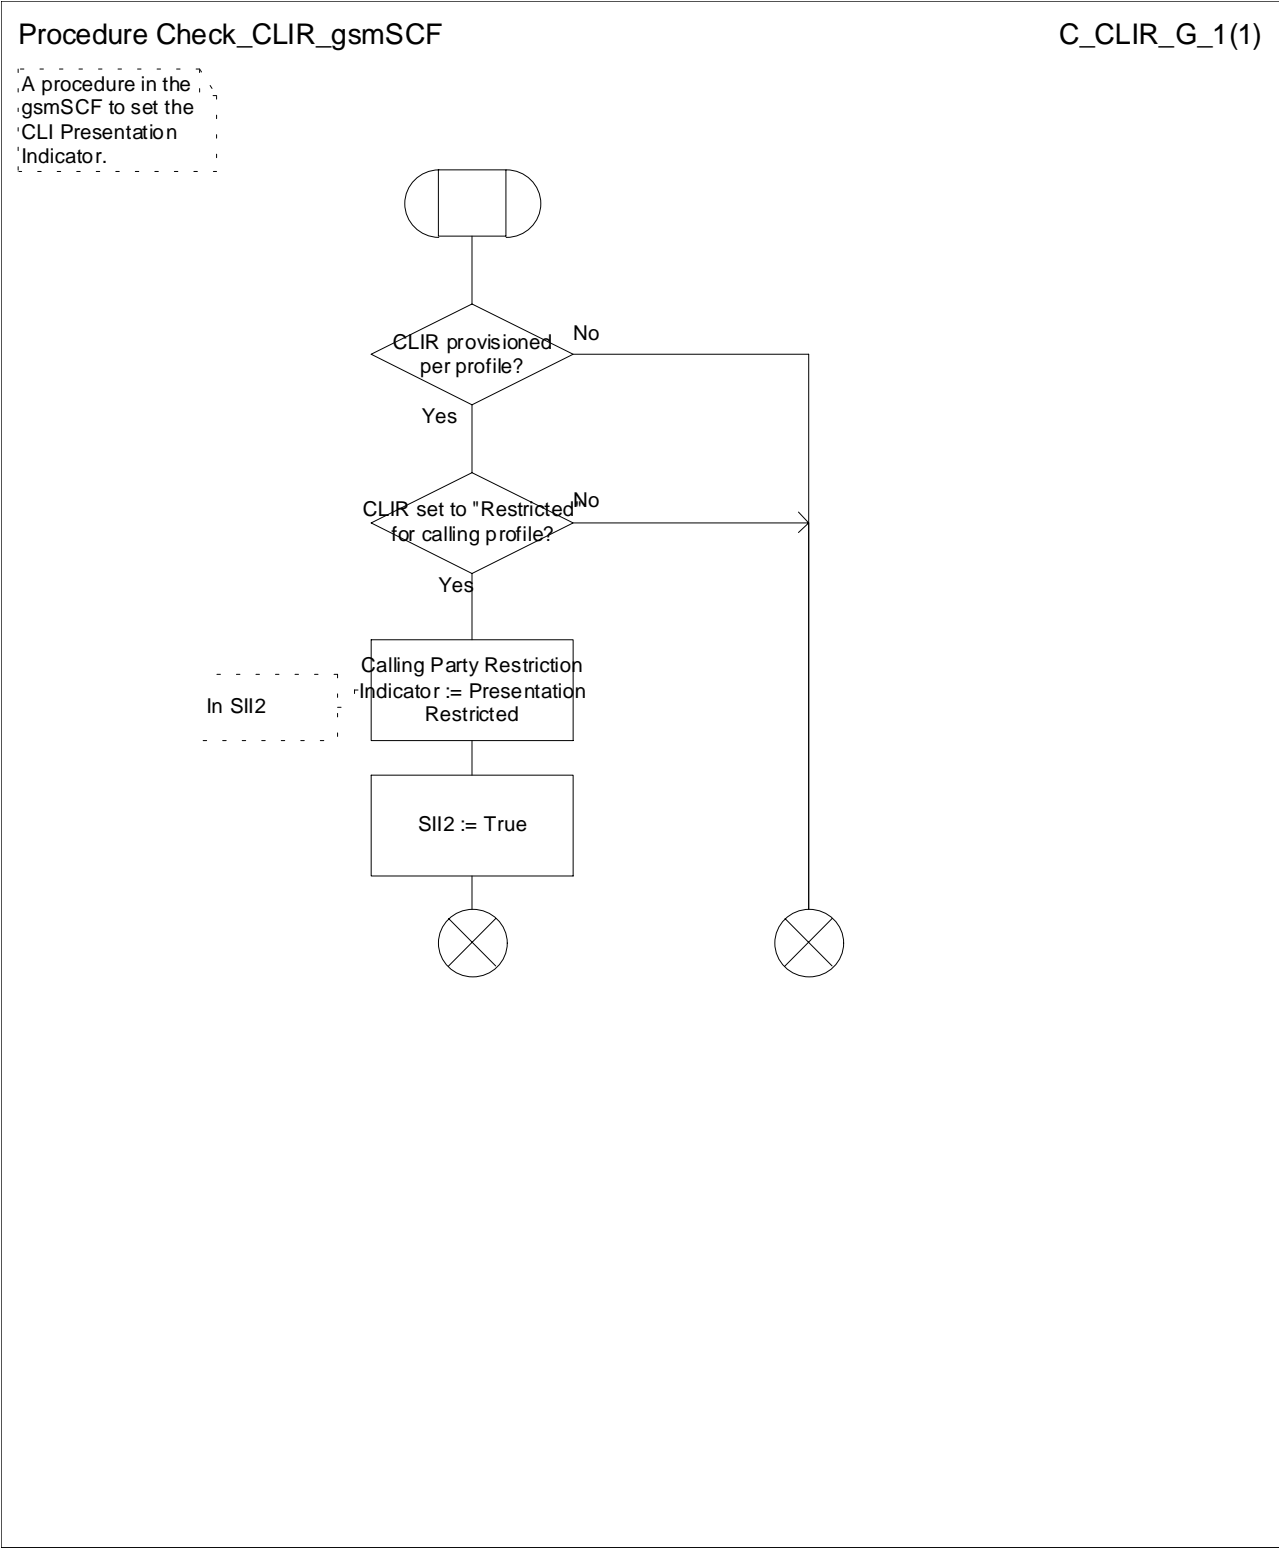 Procedure Check_CLIR_gsmSCF
C_CLIR_G_1(1)
A procedure in the
gsmSCF to set the
CLI Presentation
Indicator.
CLIR provisioned
per profile?
No
Yes
CLIR set to "Restricted"
for calling profile?
No
Yes
Calling Party Restriction
Indicator := Presentation
Restricted
In SII2
SII2 := True